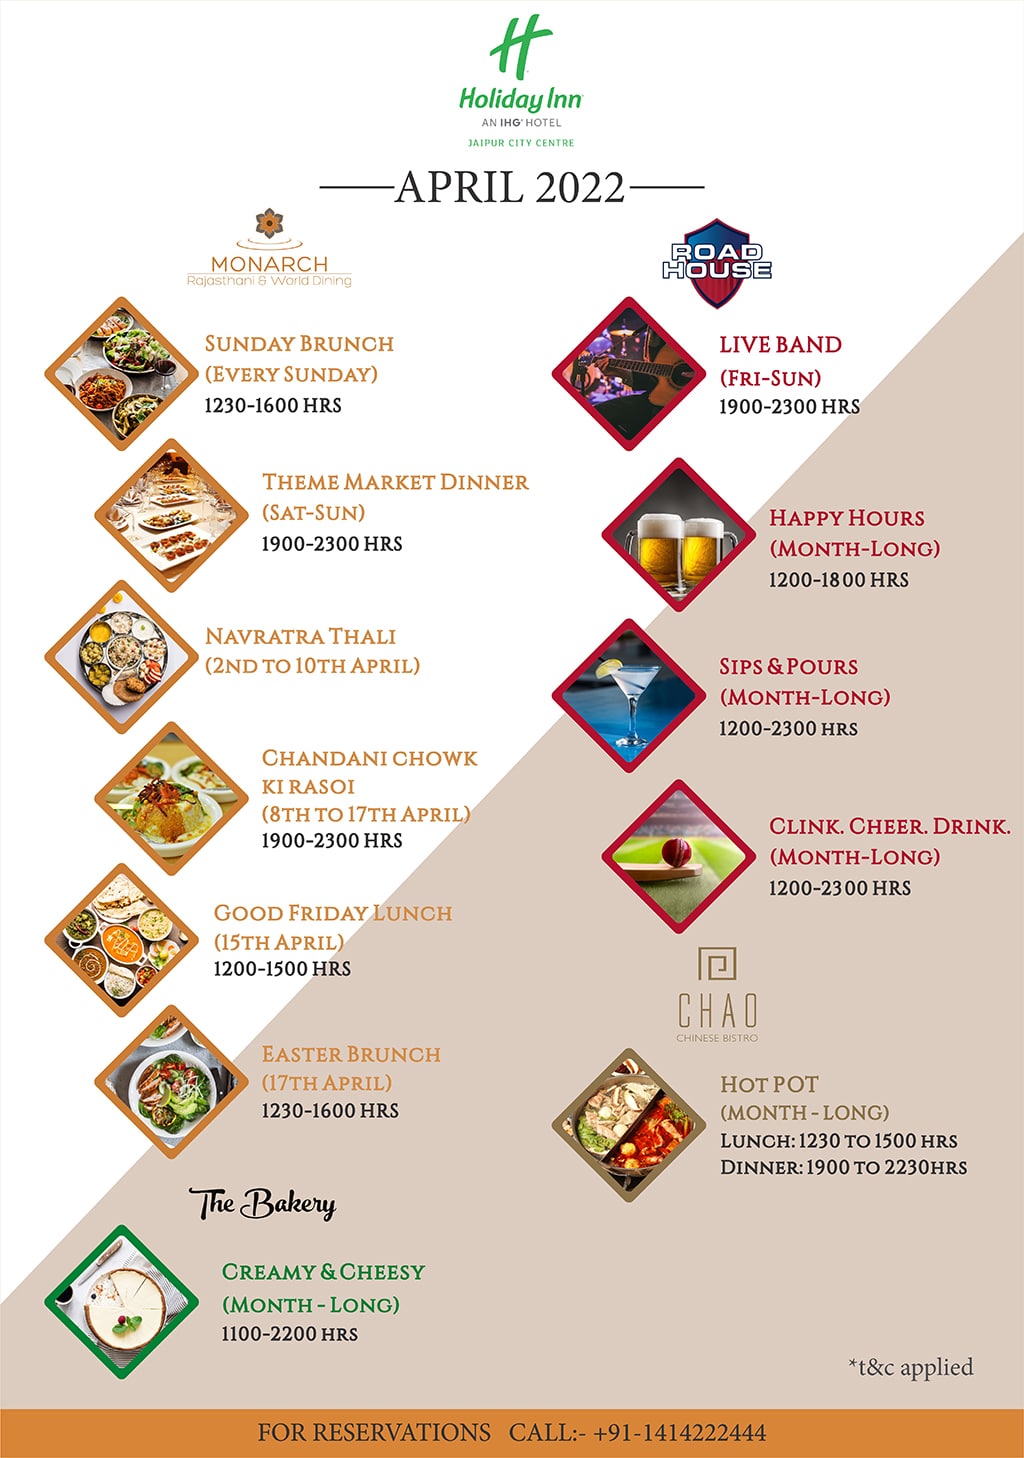 Holiday Inn
AN IHG® HOTEL
JAIPUR CITY CENTRE
APRIL 2022
MONARCH
Rajasthani & World Dining
SUNDAY BRUNCH
(EVERY SUNDAY)
1230-1600 HRS
THEME MARKET DINNER
(SAT-SUN)
1900-2300 HRS
NAVRATRA THALI
(2ND TO 10TH APRIL)
CHANDANI CHOWK
KI RASOI
(8TH TO 17TH APRIL)
1900-2300 HRS
GOOD FRIDAY LUNCH
(15TH APRIL)
1200-1500 HRS
EASTER BRUNCH
(17TH APRIL)
1230-1600 HRS
The Bakery
CREAMY & CHEESY
(MONTH - LONG)
1100-2200 HRS
ROAD
HOUSE
LIVE BAND
(FRI-SUN)
1900-2300 HRS
HAPPY HOURS
(MONTH-LONG)
1200-1800 HRS
SIPS & POURS
(MONTH-LONG)
1200-2300 HRS
CLINK. CHEER. DRINK.
(MONTH-LONG)
1200-2300 HRS
CHAO
CHINESE BISTRO
HOT POT
(MONTH - LONG)
LUNCH: 1230 TO 1500 HRS
DINNER: 1900 TO 2230HRS
*t&c applied
FOR RESERVATIONS CALL:- +91-1414222444